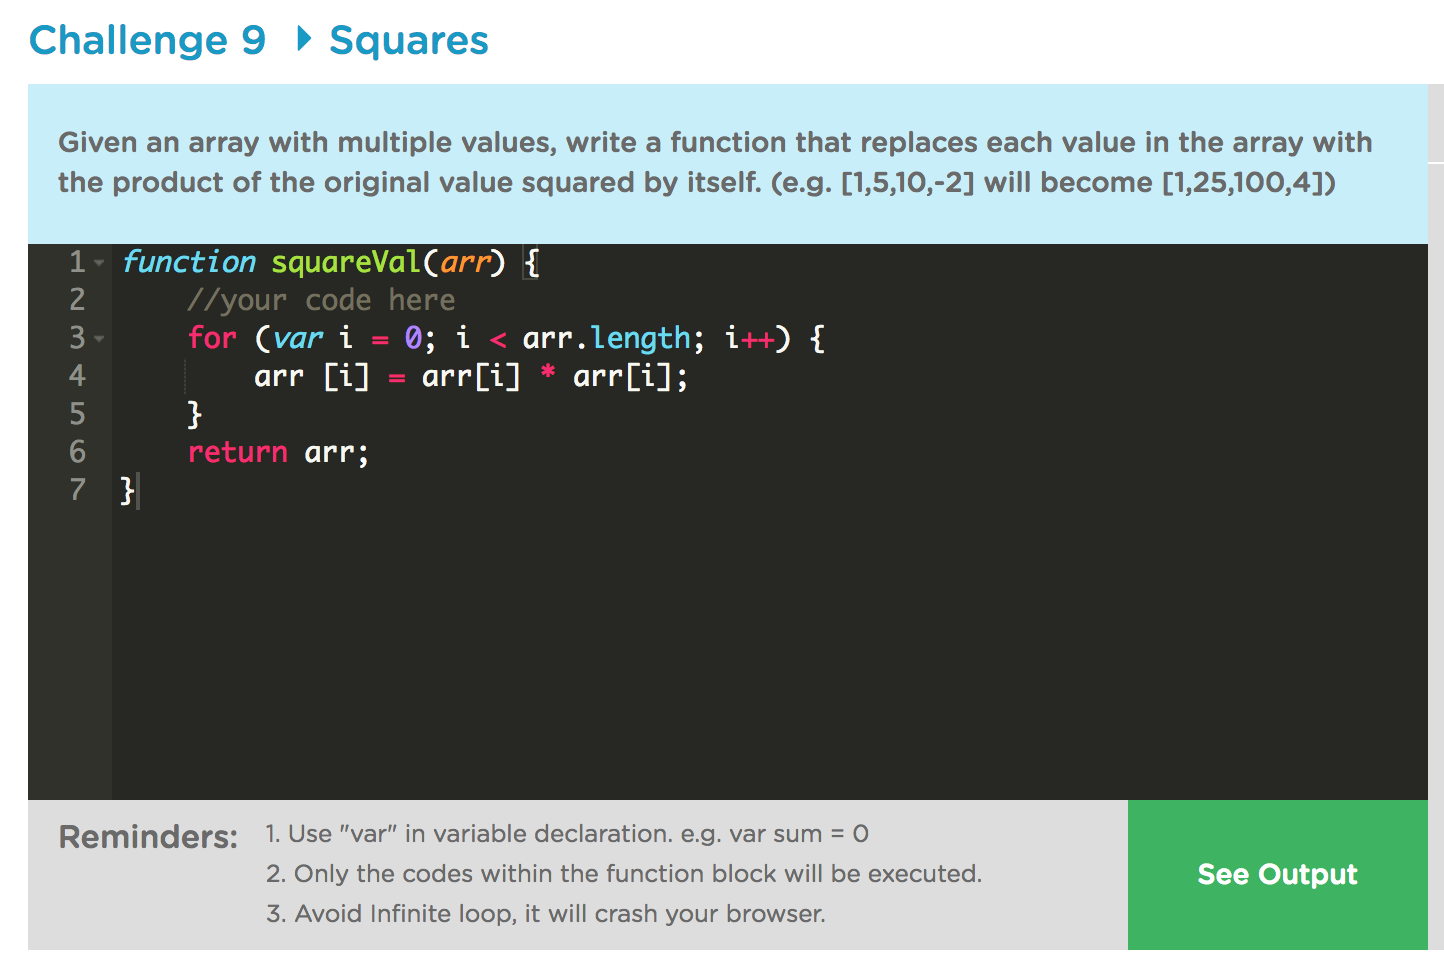 Challenge 9 ▸ Squares
Given an array with multiple values, write a function that replaces each value in the array with
the product of the original value squared by itself. (e.g. [1,5,10,-2] will become [1,25,100,4])
1 function squareVal(arr) {
2     //your code here
3     for (var i = 0; i < arr.length; i++) {
4         arr [i] = arr[i] * arr[i];
5     }
6     return arr;
7 }
Reminders:
1. Use "var" in variable declaration. e.g. var sum = 0
2. Only the codes within the function block will be executed.
3. Avoid Infinite loop, it will crash your browser.
See Output